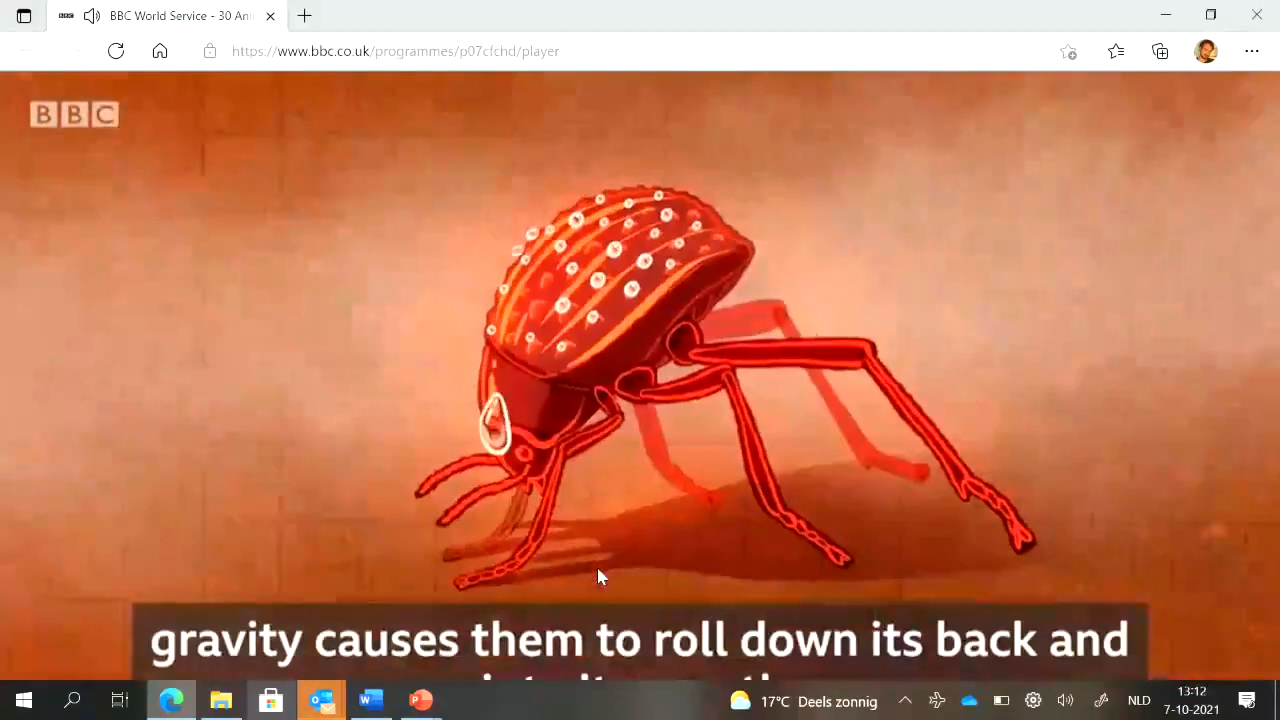 BBC World Service - 30 Ani
https://www.bbc.co.uk/programmes/p07cfchd/player
BBC
gravity causes them to roll down its back and
17°C Deels zonnig
NLD
13:12
7-10-2021